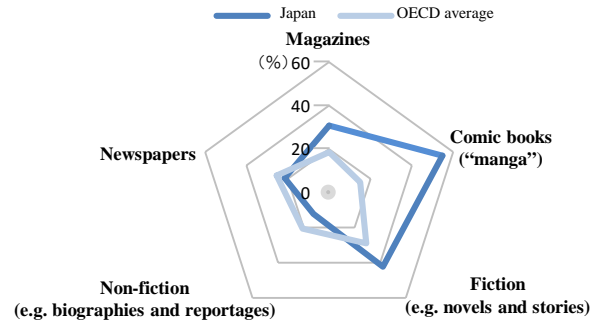 Japan OECD average
Magazines
(%) 60
40
20
0
Comic books
(“manga”)
Newspapers
Non-fiction
(e.g. biographies and reportages)
Fiction
(e.g. novels and stories)